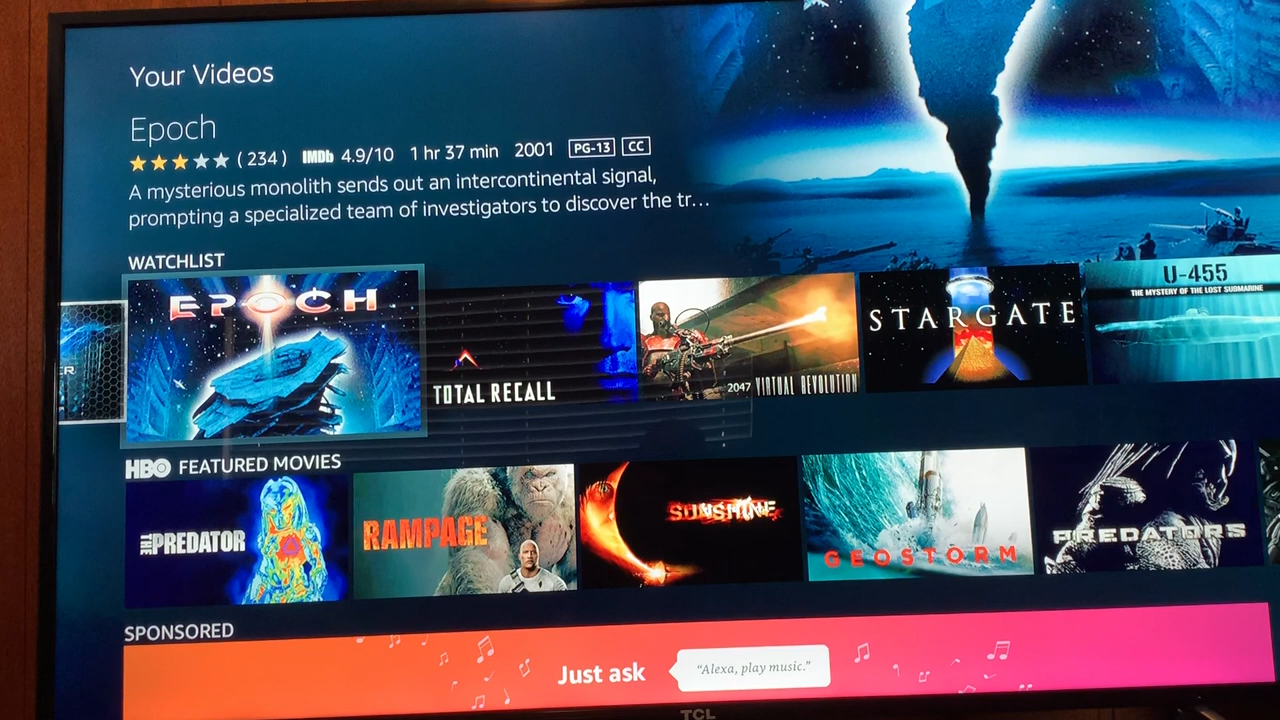 Your Videos
Epoch
(234) IMDb 4.9/10 1 hr 37 min 2001 PG-13 CC
A mysterious monolith sends out an intercontinental signal,
prompting a specialized team of investigators to discover the tr...
WATCHLIST
ER
EPOCH
TOTAL RECALL
2047 VIRTUAL REVOLUTION
STARGATE
U-455
THE MYSTERY OF THE LOST SUBMARINE
HBO FEATURED MOVIES
THE PREDATOR
RAMPAGE
SUNSHINE
GEOSTORM
PREDATORS
SPONSORED
Just ask
"Alexa, play music."
TCL